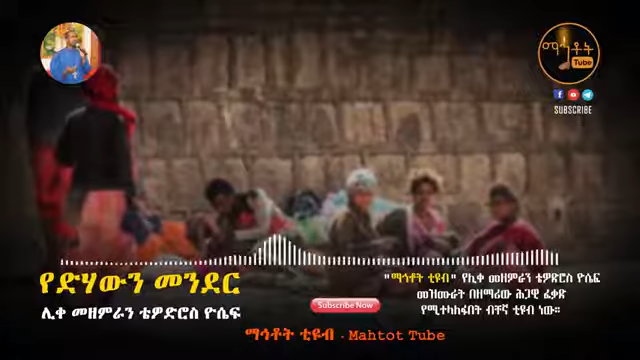 ማኅቶት
Tube
SUBSCRIBE
የድሃውን መንደር
ሊቀ መዘምራን ቴዎድሮስ ዮሴፍ
"ማኅቶት ቲዩብ" የሊቀ መዘምራን ቴዎድሮስ ዮሴፍ
መዝሙራት በዘማሪው ሕጋዊ ፈቃድ
የሚተላለፉበት ብቸኛ ቲዩብ ነው።
Subscribe Now
ማኅቶት ቲዩብ - Mahtot Tube